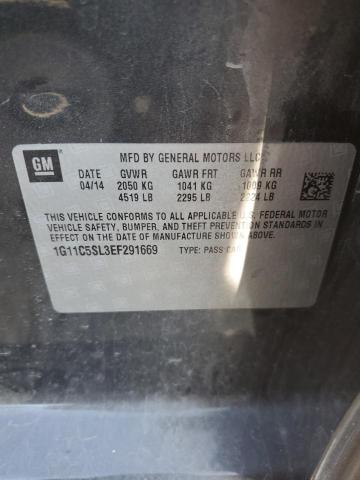 GM
MFD BY GENERAL MOTORS LLC
DATE GVWR GAWR FRT GAWR RR
04/14 2050 KG 1041 KG 1009 KG
4519 LB 2295 LB 2224 LB
THIS VEHICLE CONFORMS TO ALL APPLICABLE U.S. FEDERAL MOTOR
VEHICLE SAFETY, BUMPER, AND THEFT PREVENTION STANDARDS
IN EFFECT ON THE DATE OF MANUFACTURE SHOWN ABOVE.
1G11C5SL3EF291669 TYPE: PASS CAR